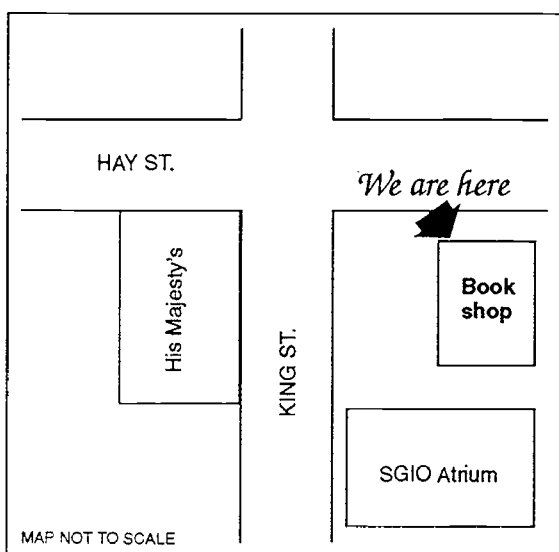 HAY ST.
We are here
His Majesty's
KING ST.
Book
shop
SGIO Atrium
MAP NOT TO SCALE